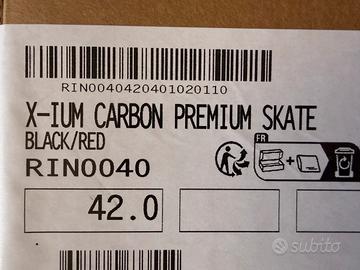 RIN0040420401020110
X-IUM CARBON PREMIUM SKATE
BLACK/RED
RIN0040
FR
+
42.0
subito